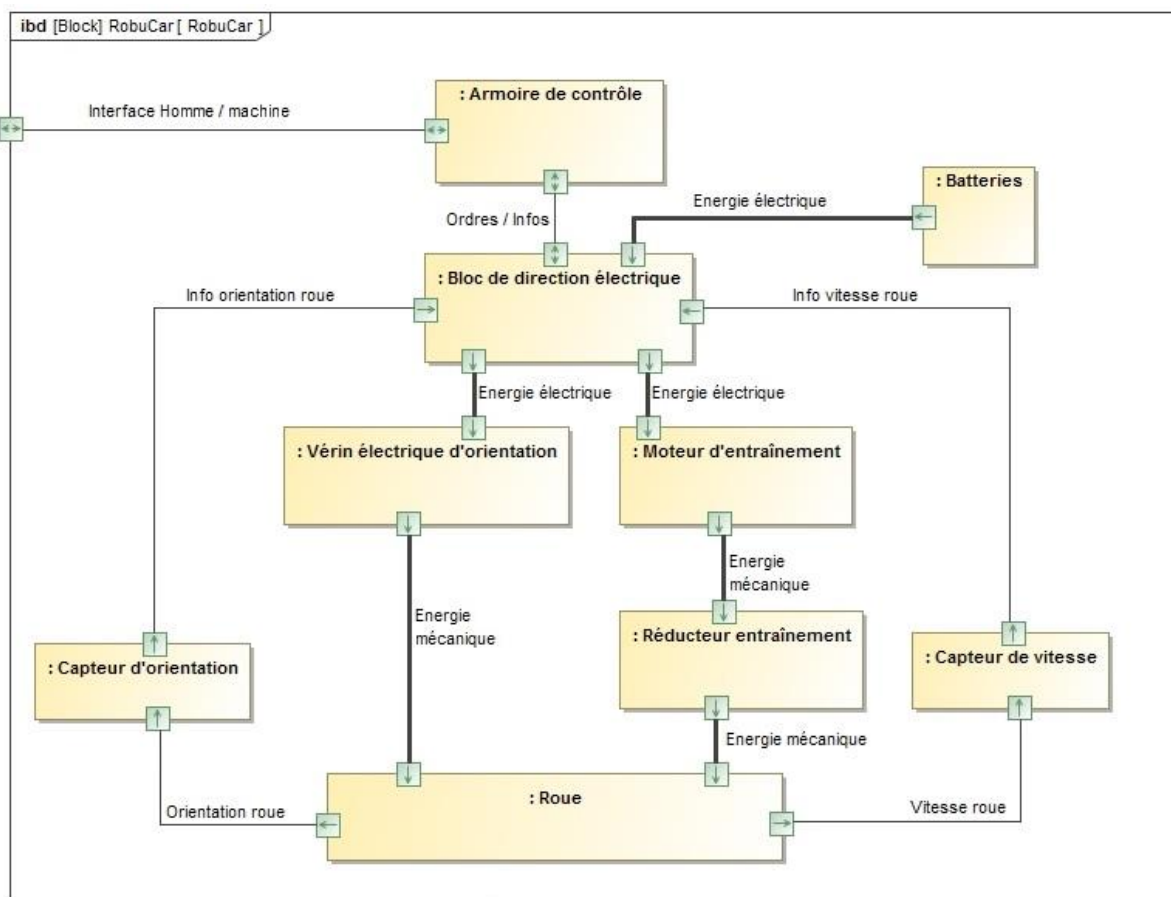 ibd [Block] RobuCar [ RobuCar ]
: Armoire de contrôle
Interface Homme / machine
: Batteries
Energie électrique
Ordres / Infos
: Bloc de direction électrique
Info orientation roue
Info vitesse roue
Energie électrique
Energie électrique
: Vérin électrique d'orientation
: Moteur d'entraînement
Energie
mécanique
Energie
mécanique
: Réducteur entraînement
: Capteur d'orientation
: Capteur de vitesse
Energie mécanique
: Roue
Orientation roue
Vitesse roue